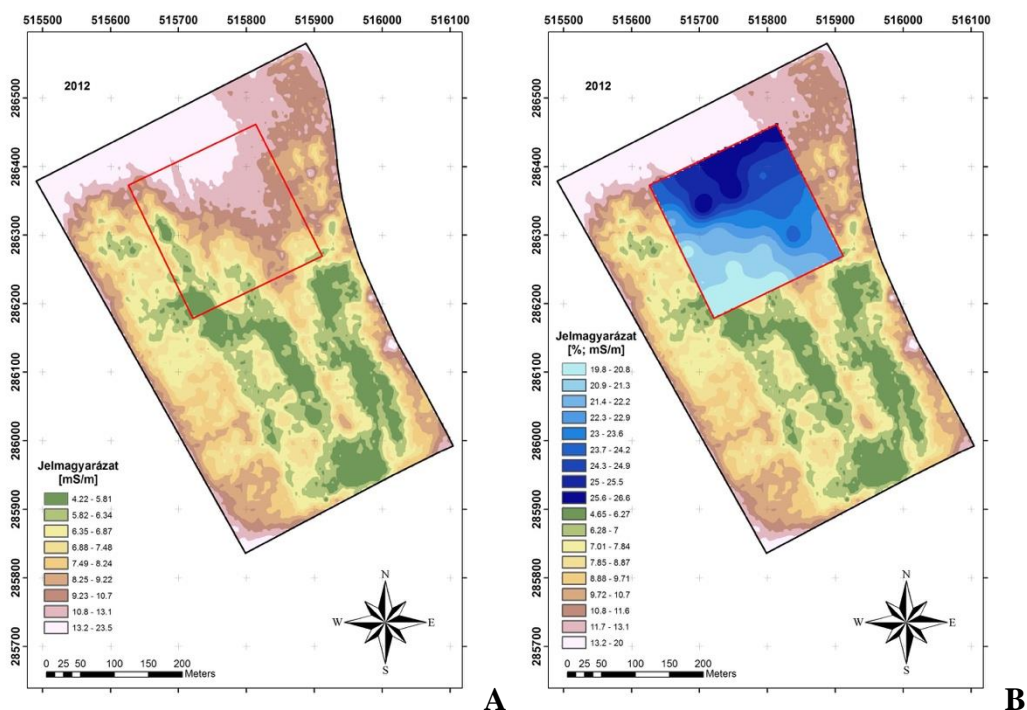 515500 515600 515700 515800 515900 516000 516100
2012
286500
286400
286300
286200
286100
286000
285900
285800
285700
Jelmagyarázat
[mS/m]
4.22 - 5.81
5.82 - 6.34
6.35 - 6.87
6.88 - 7.48
7.49 - 8.24
8.25 - 9.22
9.23 - 10.7
10.8 - 13.1
13.2 - 23.5
N
W E
S
0 25 50 100 150 200
Meters
A
515500 515600 515700 515800 515900 516000 516100
2012
286500
286400
286300
286200
286100
286000
285900
285800
285700
Jelmagyarázat
[%; mS/m]
19.8 - 20.8
20.9 - 21.3
21.4 - 22.2
22.3 - 22.9
23 - 23.6
23.7 - 24.2
24.3 - 24.9
25 - 25.5
25.6 - 26.6
4.65 - 6.27
6.28 - 7
7.01 - 7.84
7.85 - 8.87
8.88 - 9.71
9.72 - 10.7
10.8 - 11.6
11.7 - 13.1
13.2 - 20
N
W E
S
0 25 50 100 150 200
Meters
B